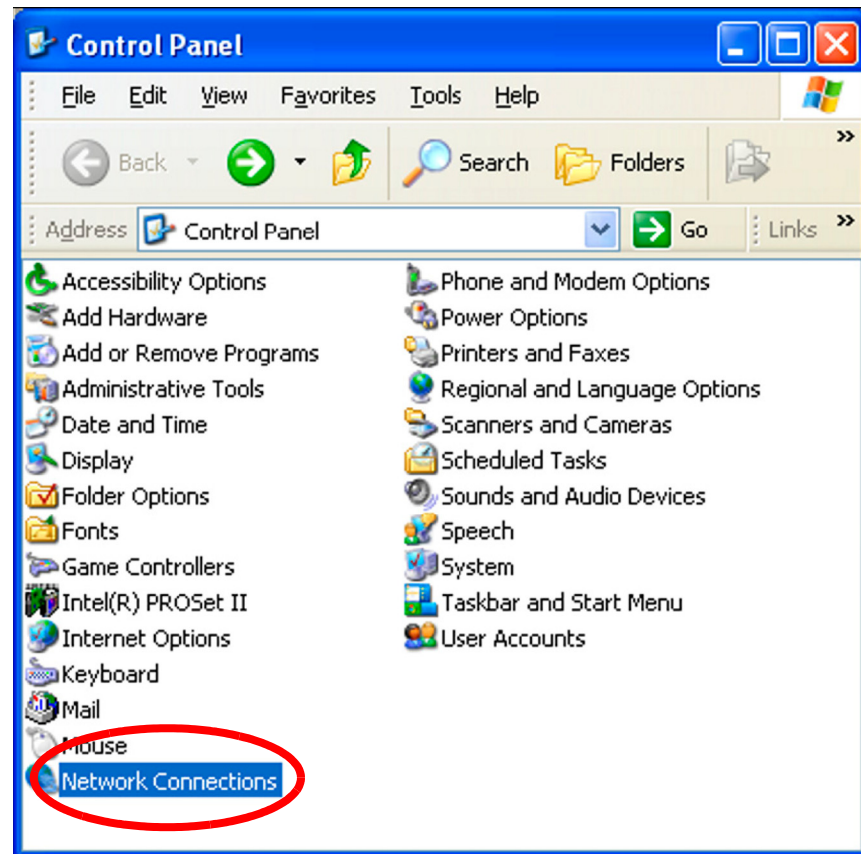 Control Panel
File Edit View Favorites Tools Help
Back Search Folders »
Address Control Panel Go Links »
Accessibility Options
Add Hardware
Add or Remove Programs
Administrative Tools
Date and Time
Display
Folder Options
Fonts
Game Controllers
Intel(R) PROSet II
Internet Options
Keyboard
Mail
Mouse
Network Connections
Phone and Modem Options
Power Options
Printers and Faxes
Regional and Language Options
Scanners and Cameras
Scheduled Tasks
Sounds and Audio Devices
Speech
System
Taskbar and Start Menu
User Accounts